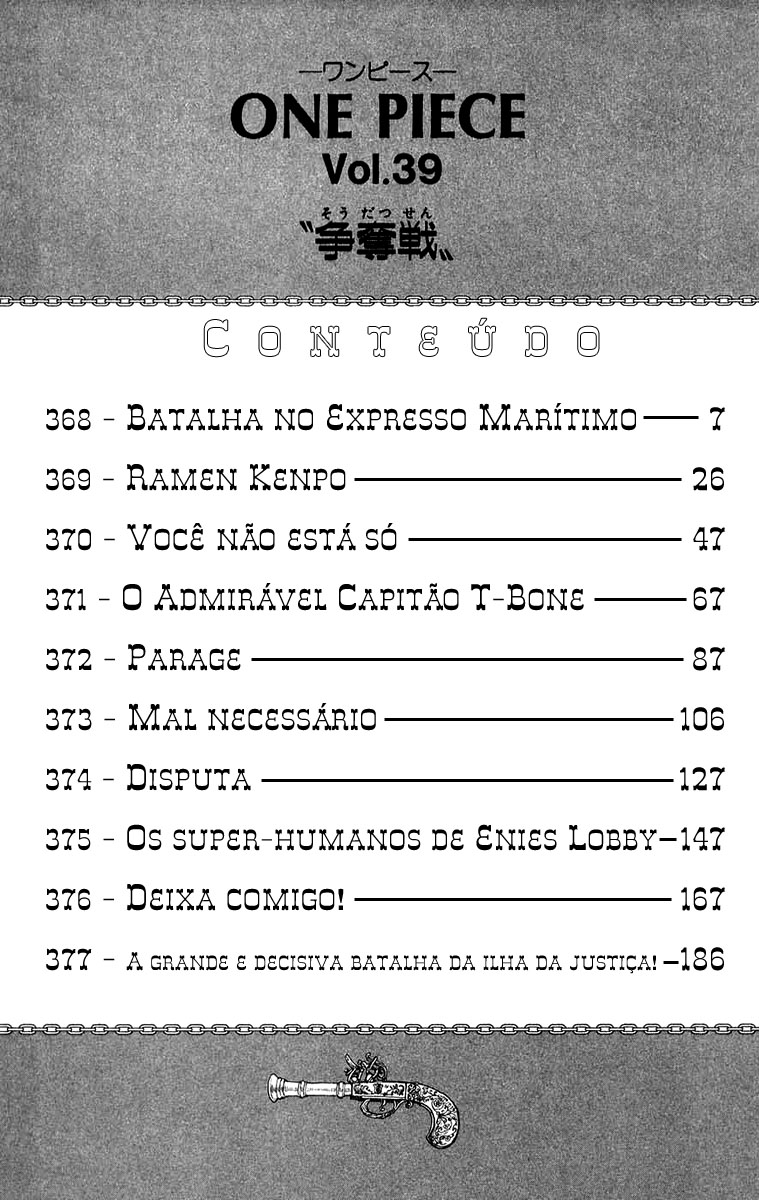 —ワンピース—
ONE PIECE
Vol.39
そうだつせん
〝争奪戦〟
Conteúdo
368 - Batalha no Expresso Marítimo — 7
369 - Ramen Kenpo — 26
370 - Você não está só — 47
371 - O Admirável Capitão T-Bone — 67
372 - Parage — 87
373 - Mal necessário — 106
374 - Disputa — 127
375 - Os super-humanos de Enies Lobby — 147
376 - Deixa comigo! — 167
377 - A grande e decisiva batalha da ilha da justiça! — 186